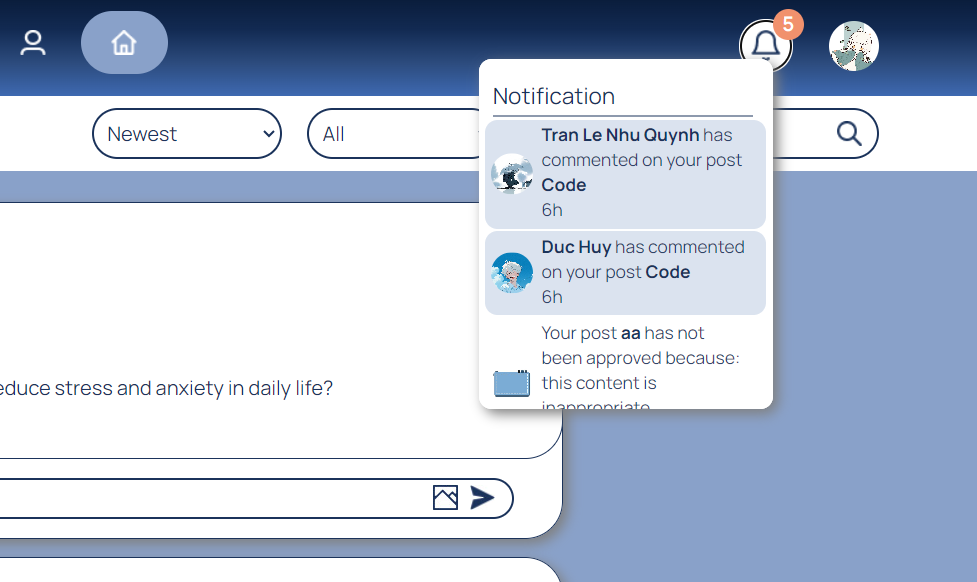 5
Newest
All
Notification
Tran Le Nhu Quynh has
commented on your post
Code
6h
Duc Huy has commented
on your post Code
6h
Your post aa has not
been approved because:
this content is
inappropriate
educe stress and anxiety in daily life?